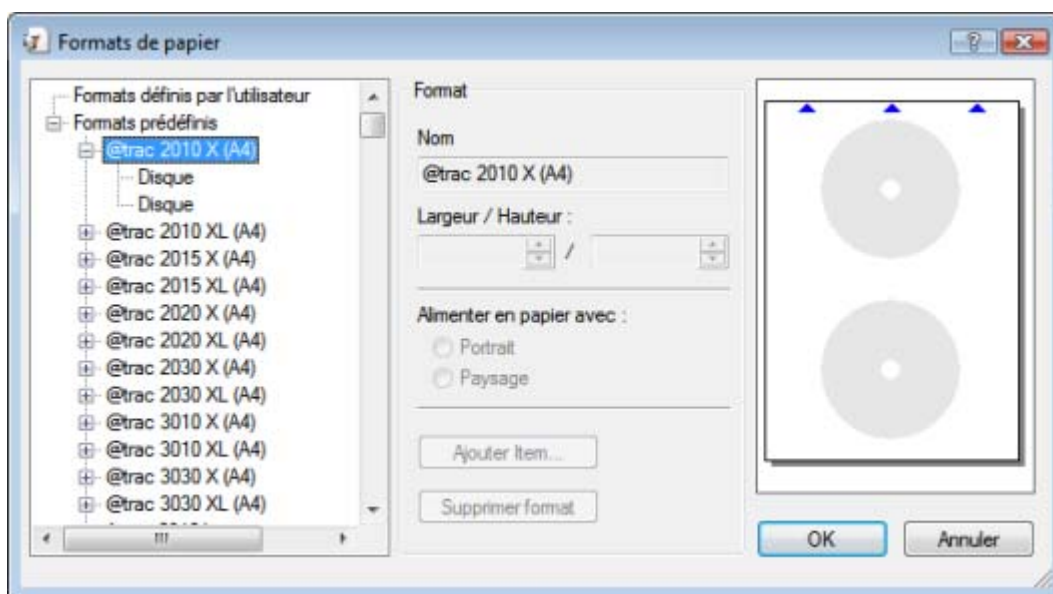 Formats de papier
Formats définis par l'utilisateur
Formats prédéfinis
@trac 2010 X (A4)
Disque
Disque
@trac 2010 XL (A4)
@trac 2015 X (A4)
@trac 2015 XL (A4)
@trac 2020 X (A4)
@trac 2020 XL (A4)
@trac 2030 X (A4)
@trac 2030 XL (A4)
@trac 3010 X (A4)
@trac 3010 XL (A4)
@trac 3030 X (A4)
@trac 3030 XL (A4)
Format
Nom
@trac 2010 X (A4)
Largeur / Hauteur :
/
Alimenter en papier avec :
Portrait
Paysage
Ajouter Item...
Supprimer format
OK
Annuler